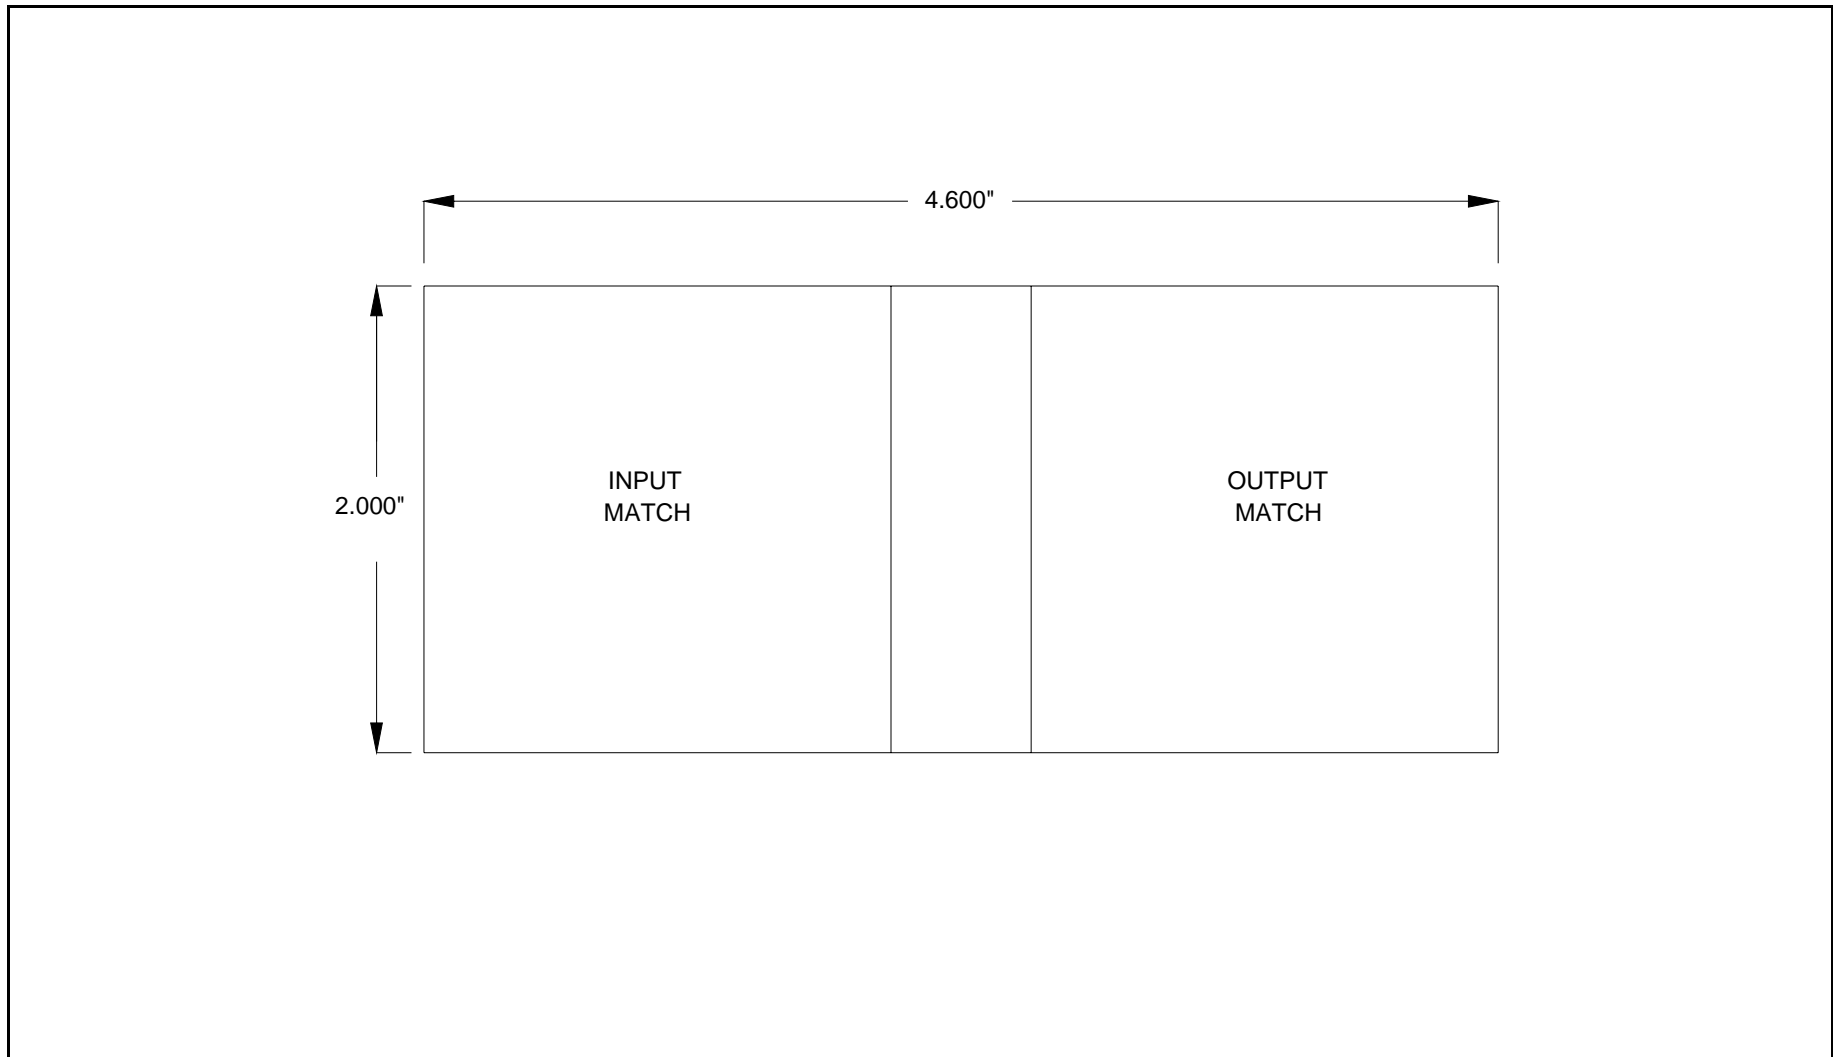 4.600"
2.000"
INPUT
MATCH
OUTPUT
MATCH